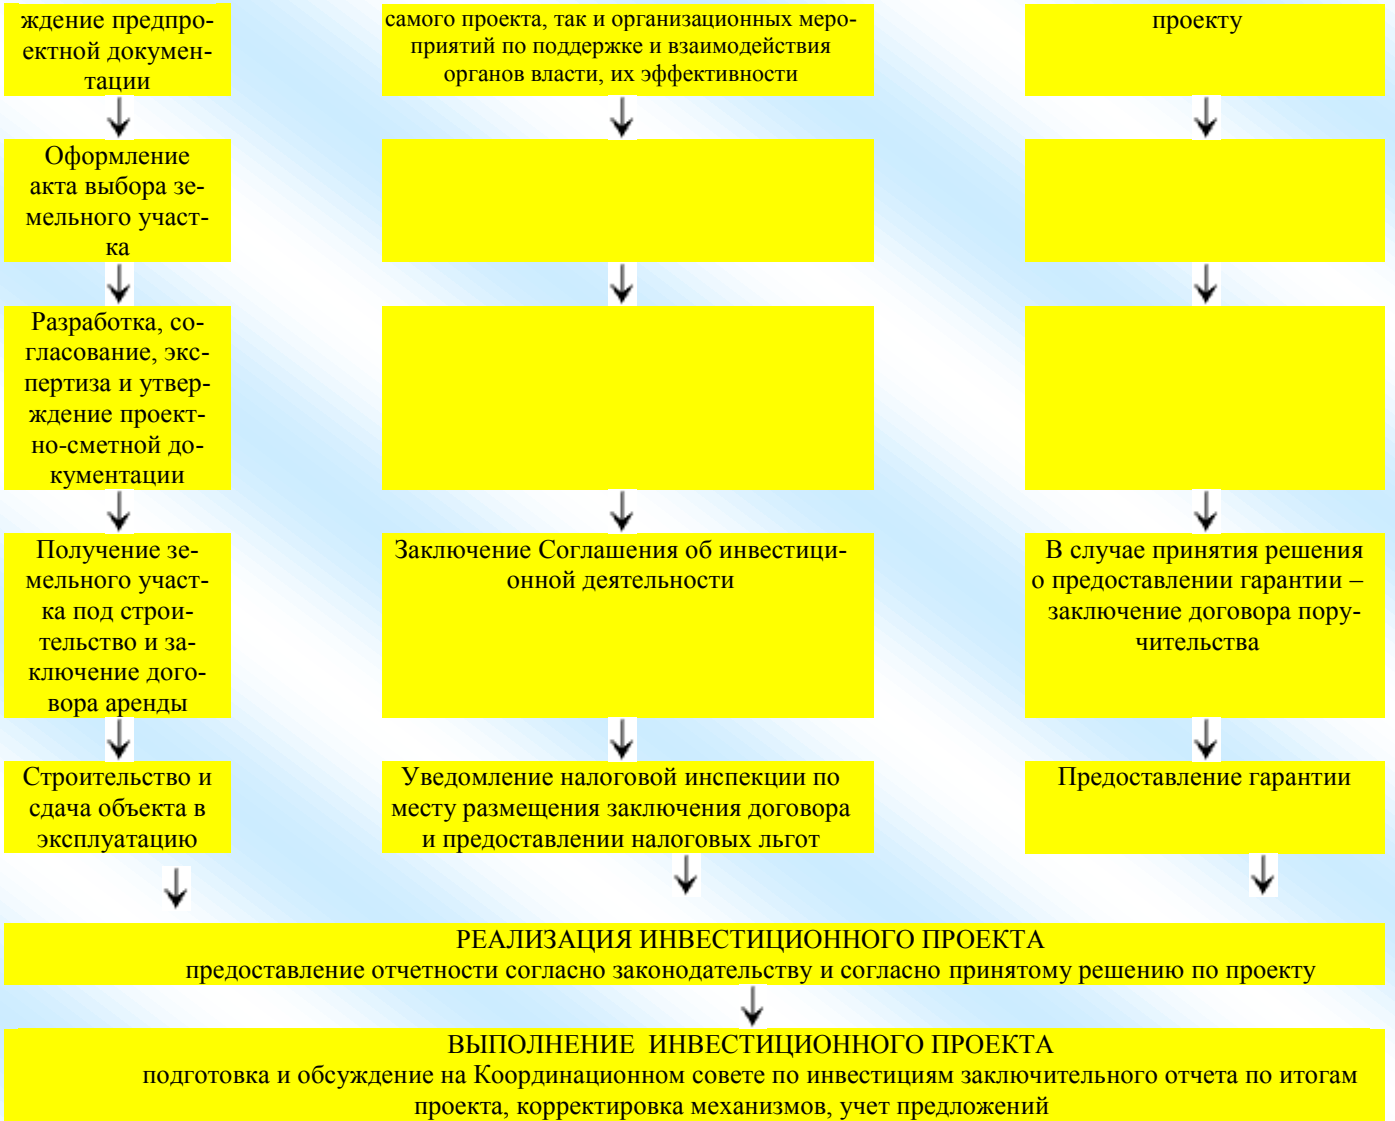 ждение предпро-
ектной докумен-
тации
самого проекта, так и организационных меро-
приятий по поддержке и взаимодействия
органов власти, их эффективности
проекту
Оформление
акта выбора зе-
мельного участ-
ка
Разработка, со-
гласование, экс-
пертиза и утвер-
ждение проект-
но-сметной до-
кументации
Получение зе-
мельного участ-
ка под строи-
тельство и за-
ключение дого-
вора аренды
Заключение Соглашения об инвестици-
онной деятельности
В случае принятия решения
о предоставлении гарантии –
заключение договора пору-
чительства
Строительство и
сдача объекта в
эксплуатацию
Уведомление налоговой инспекции по
месту размещения заключения договора
и предоставлении налоговых льгот
Предоставление гарантии
РЕАЛИЗАЦИЯ ИНВЕСТИЦИОННОГО ПРОЕКТА
предоставление отчетности согласно законодательству и согласно принятому решению по проекту
ВЫПОЛНЕНИЕ  ИНВЕСТИЦИОННОГО ПРОЕКТА
подготовка и обсуждение на Координационном совете по инвестициям заключительного отчета по итогам
проекта, корректировка механизмов, учет предложений